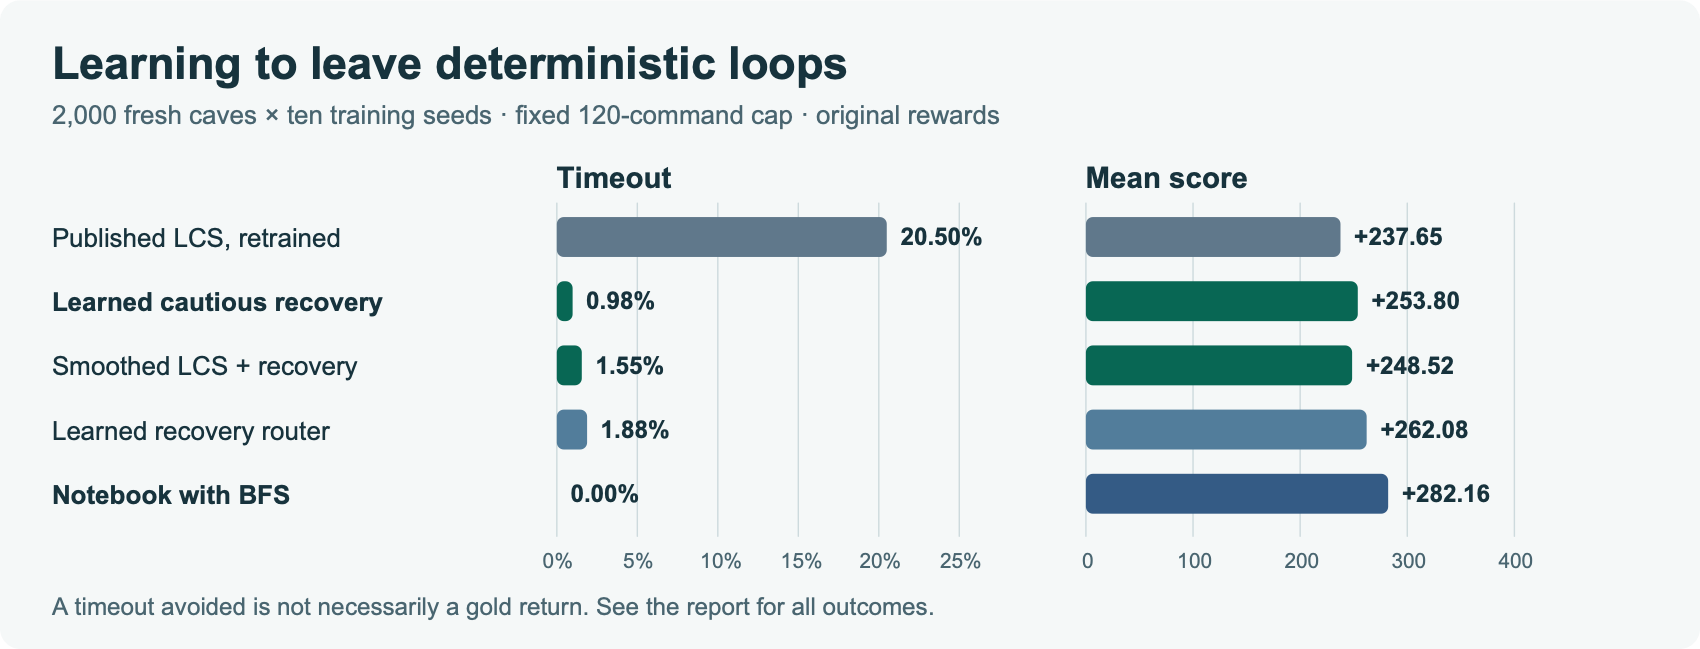 Learning to leave deterministic loops
2,000 fresh caves × ten training seeds · fixed 120-command cap · original rewards
Timeout Mean score
Published LCS, retrained 20.50% +237.65
Learned cautious recovery 0.98% +253.80
Smoothed LCS + recovery 1.55% +248.52
Learned recovery router 1.88% +262.08
Notebook with BFS 0.00% +282.16
0% 5% 10% 15% 20% 25% 0 100 200 300 400
A timeout avoided is not necessarily a gold return. See the report for all outcomes.